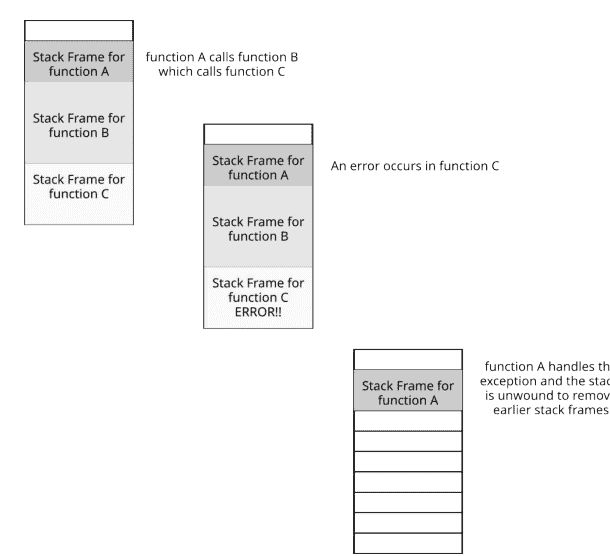 Stack Frame for
function A
function A calls function B
which calls function C
Stack Frame for
function B
Stack Frame for
function C
Stack Frame for
function A
An error occurs in function C
Stack Frame for
function B
Stack Frame for
function C
ERROR!!
Stack Frame for
function A
function A handles th
exception and the stac
is unwound to remov
earlier stack frames